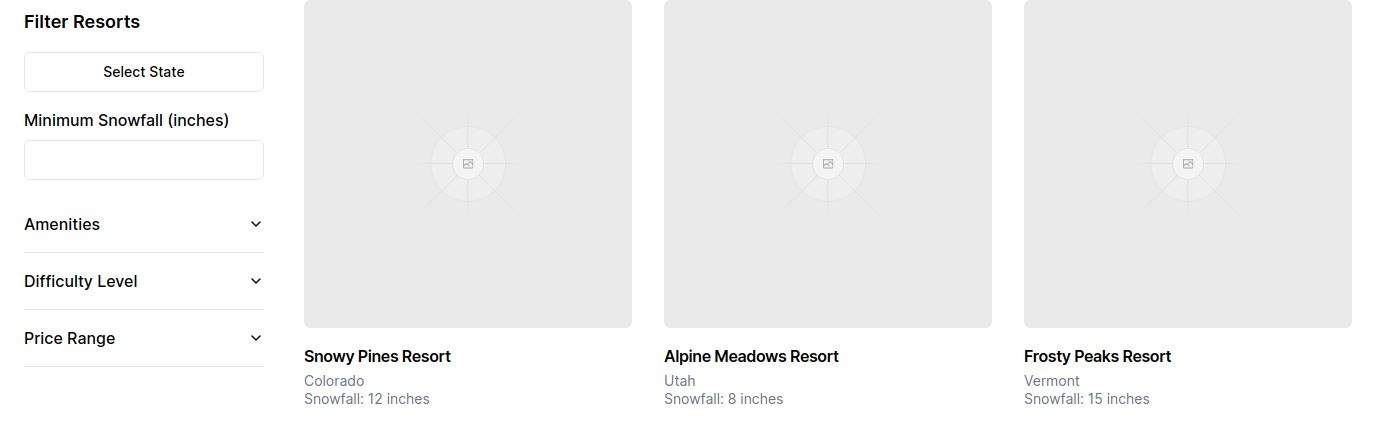 Filter Resorts
Select State
Minimum Snowfall (inches)
Amenities
Difficulty Level
Price Range
Snowy Pines Resort
Colorado
Snowfall: 12 inches
Alpine Meadows Resort
Utah
Snowfall: 8 inches
Frosty Peaks Resort
Vermont
Snowfall: 15 inches